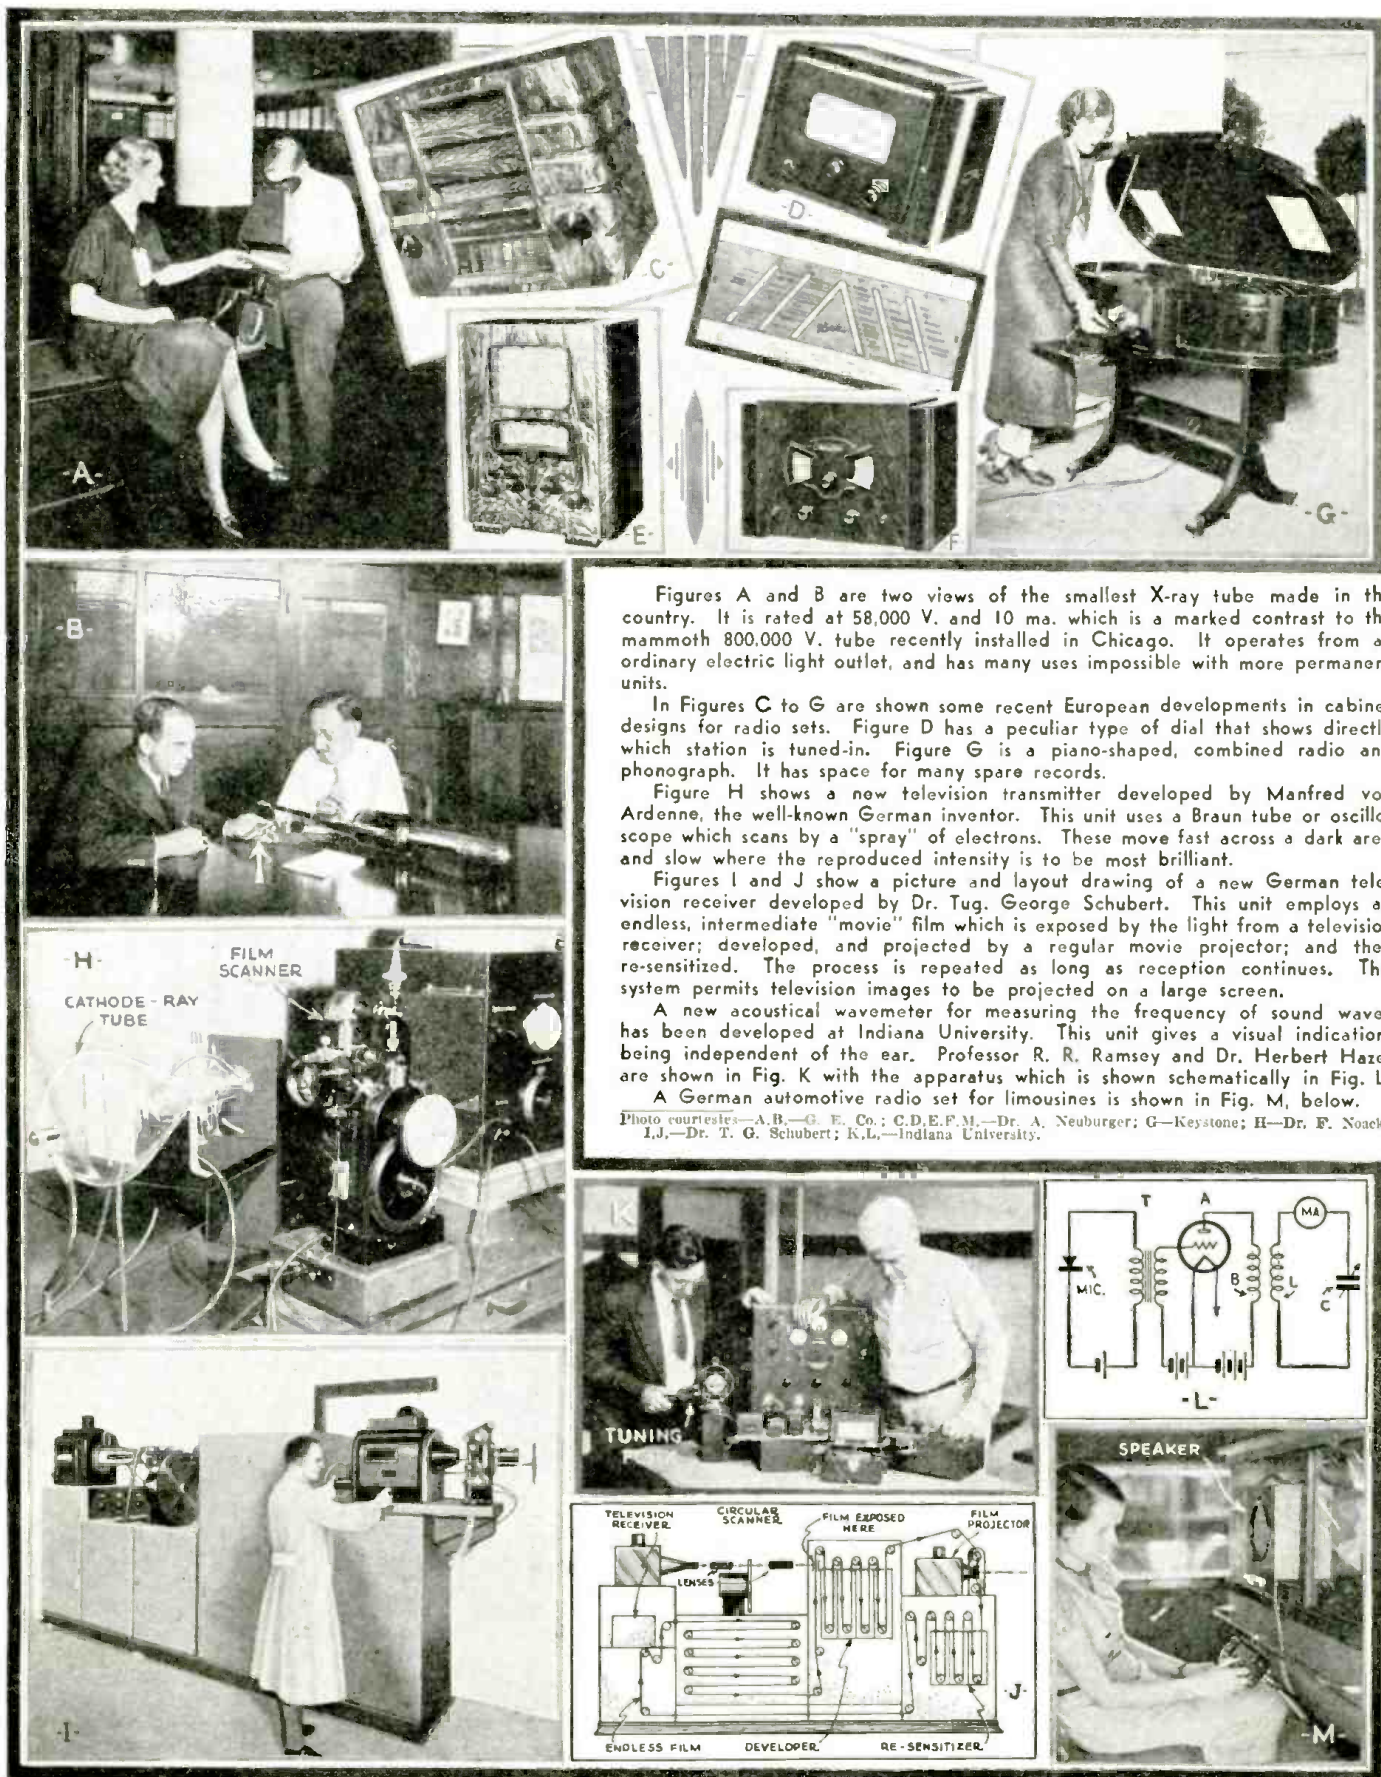 -A-
-C-
-D-
-E-
F
-G-
-B-
Figures A and B are two views of the smallest X-ray tube made in th
country. It is rated at 58,000 V. and 10 ma. which is a marked contrast to th
mammoth 800,000 V. tube recently installed in Chicago. It operates from a
ordinary electric light outlet, and has many uses impossible with more permanen
units.
In Figures C to G are shown some recent European developments in cabine
designs for radio sets. Figure D has a peculiar type of dial that shows directl
which station is tuned-in. Figure G is a piano-shaped, combined radio an
phonograph. It has space for many spare records.
Figure H shows a new television transmitter developed by Manfred vo
Ardenne, the well-known German inventor. This unit uses a Braun tube or oscillo
scope which scans by a "spray" of electrons. These move fast across a dark are
and slow where the reproduced intensity is to be most brilliant.
Figures I and J show a picture and layout drawing of a new German tele
vision receiver developed by Dr. Tug. George Schubert. This unit employs a
endless, intermediate "movie" film which is exposed by the light from a televisio
receiver; developed, and projected by a regular movie projector; and the
re-sensitized. The process is repeated as long as reception continues. Th
system permits television images to be projected on a large screen.
A new acoustical wavemeter for measuring the frequency of sound wave
has been developed at Indiana University. This unit gives a visual indication
being independent of the ear. Professor R. R. Ramsey and Dr. Herbert Haze
are shown in Fig. K with the apparatus which is shown schematically in Fig. L
A German automotive radio set for limousines is shown in Fig. M, below.
Photo courtesies—A,B,—G. E. Co.; C,D,E,F,M,—Dr. A. Neuburger; G—Keystone; H—Dr. F. Noack
I,J,—Dr. T. G. Schubert; K,L,—Indiana University.
-H-
FILM
SCANNER
CATHODE-RAY
TUBE
K
TUNING
T
A
MA
MIC.
B
L
C
-L-
-I-
TELEVISION
RECEIVER
CIRCULAR
SCANNER
FILM EXPOSED
HERE
FILM
PROJECTOR
LENSES
-J-
ENDLESS FILM
DEVELOPER
RE-SENSITIZER
SPEAKER
-M-